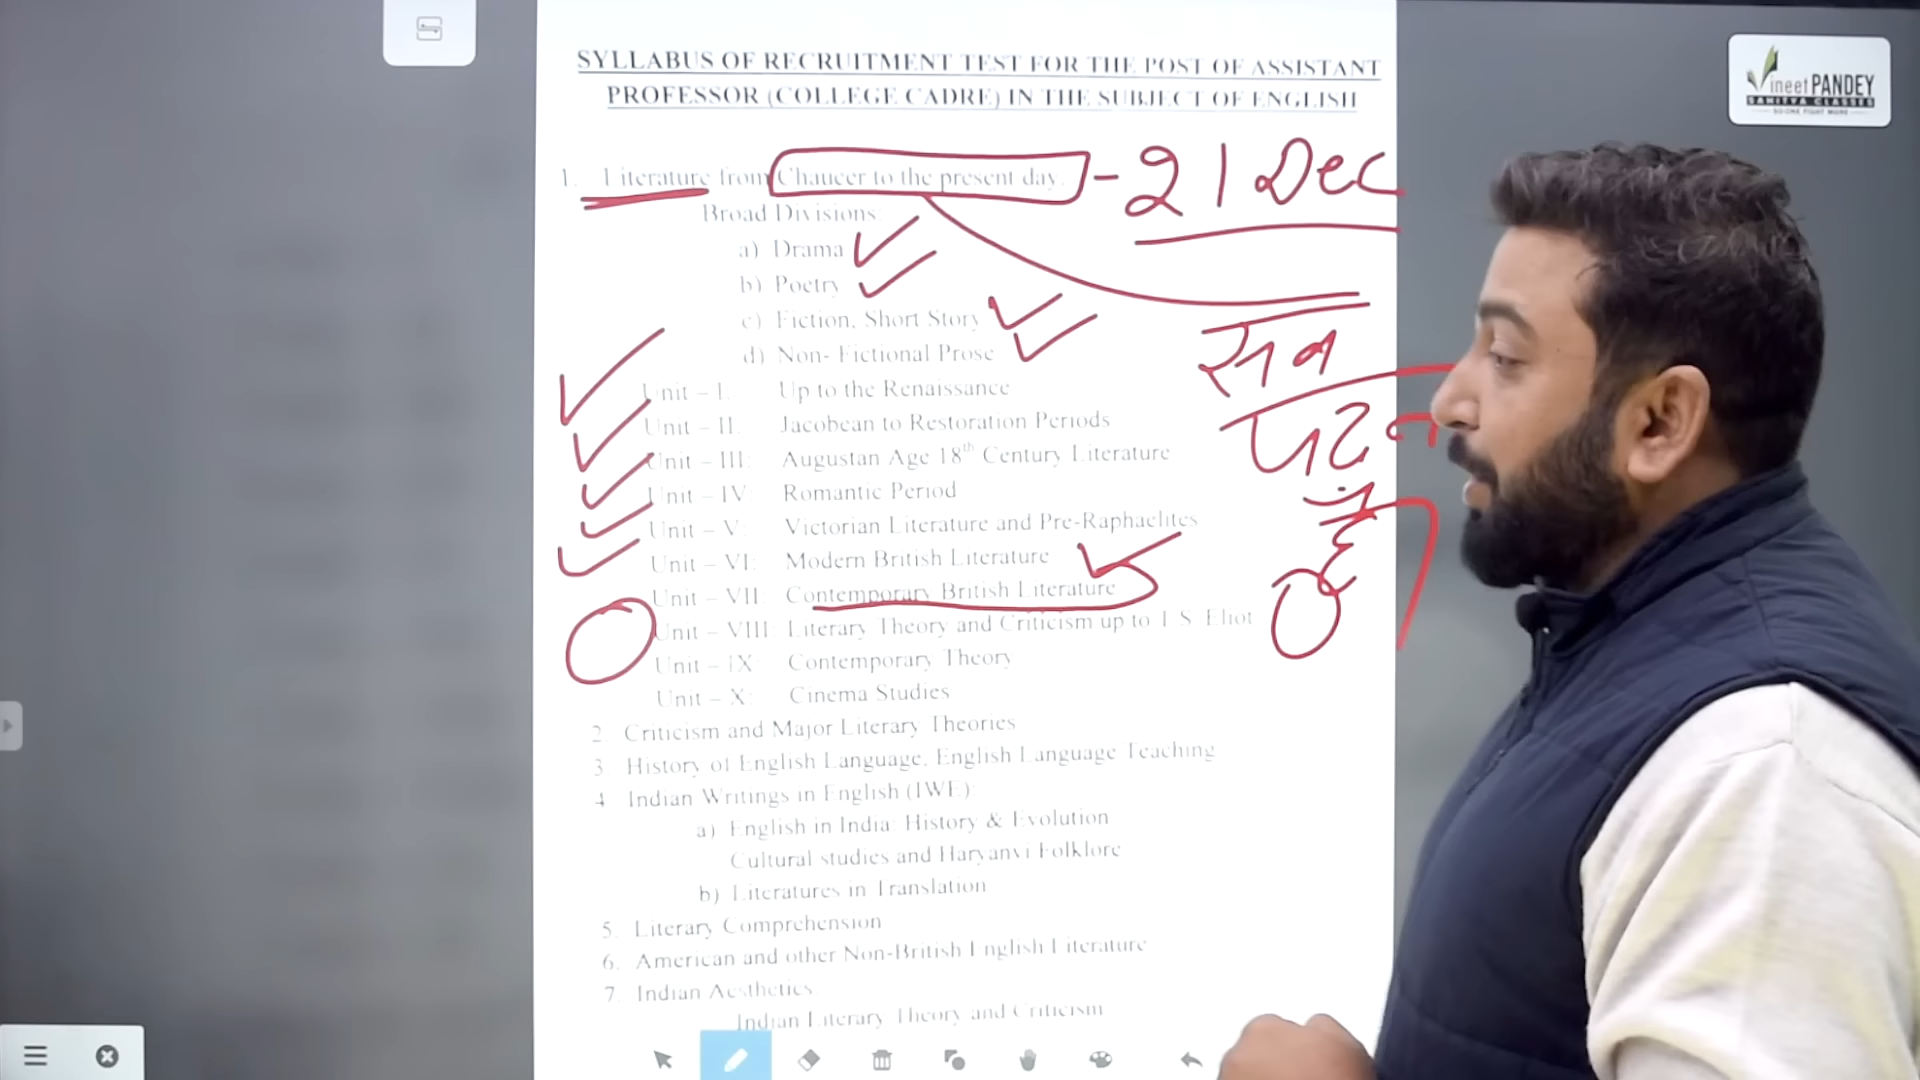 SYLLABUS OF RECRUITMENT TEST FOR THE POST OF ASSISTANT
PROFESSOR (COLLEGE CADRE) IN THE SUBJECT OF ENGLISH
ineet PANDEY
SAHITYA CLASSES
1. Literature from Chaucer to the present day. - 21 Dec
Broad Divisions
a) Drama
b) Poetry
c) Fiction, Short Story
d) Non- Fictional Prose
सब
Unit – I. Up to the Renaissance
Unit – II. Jacobean to Restoration Periods
Unit – III: Augustan Age 18th Century Literature
Unit – IV: Romantic Period
Unit – V: Victorian Literature and Pre-Raphaelites
Unit – VI: Modern British Literature
Unit – VII Contemporary British Literature
Unit – VIII. Literary Theory and Criticism up to T S Eliot
Unit – IX Contemporary Theory
Unit – X: Cinema Studies
2. Criticism and Major Literary Theories
3 History of English Language, English Language Teaching
4 Indian Writings in English (IWE):
a) English in India: History & Evolution
Cultural studies and Haryanvi Folklore
b) Literatures in Translation
5. Literary Comprehension
6. American and other Non-British English Literature
7. Indian Aesthetics
Indian Literary Theory and Criticism